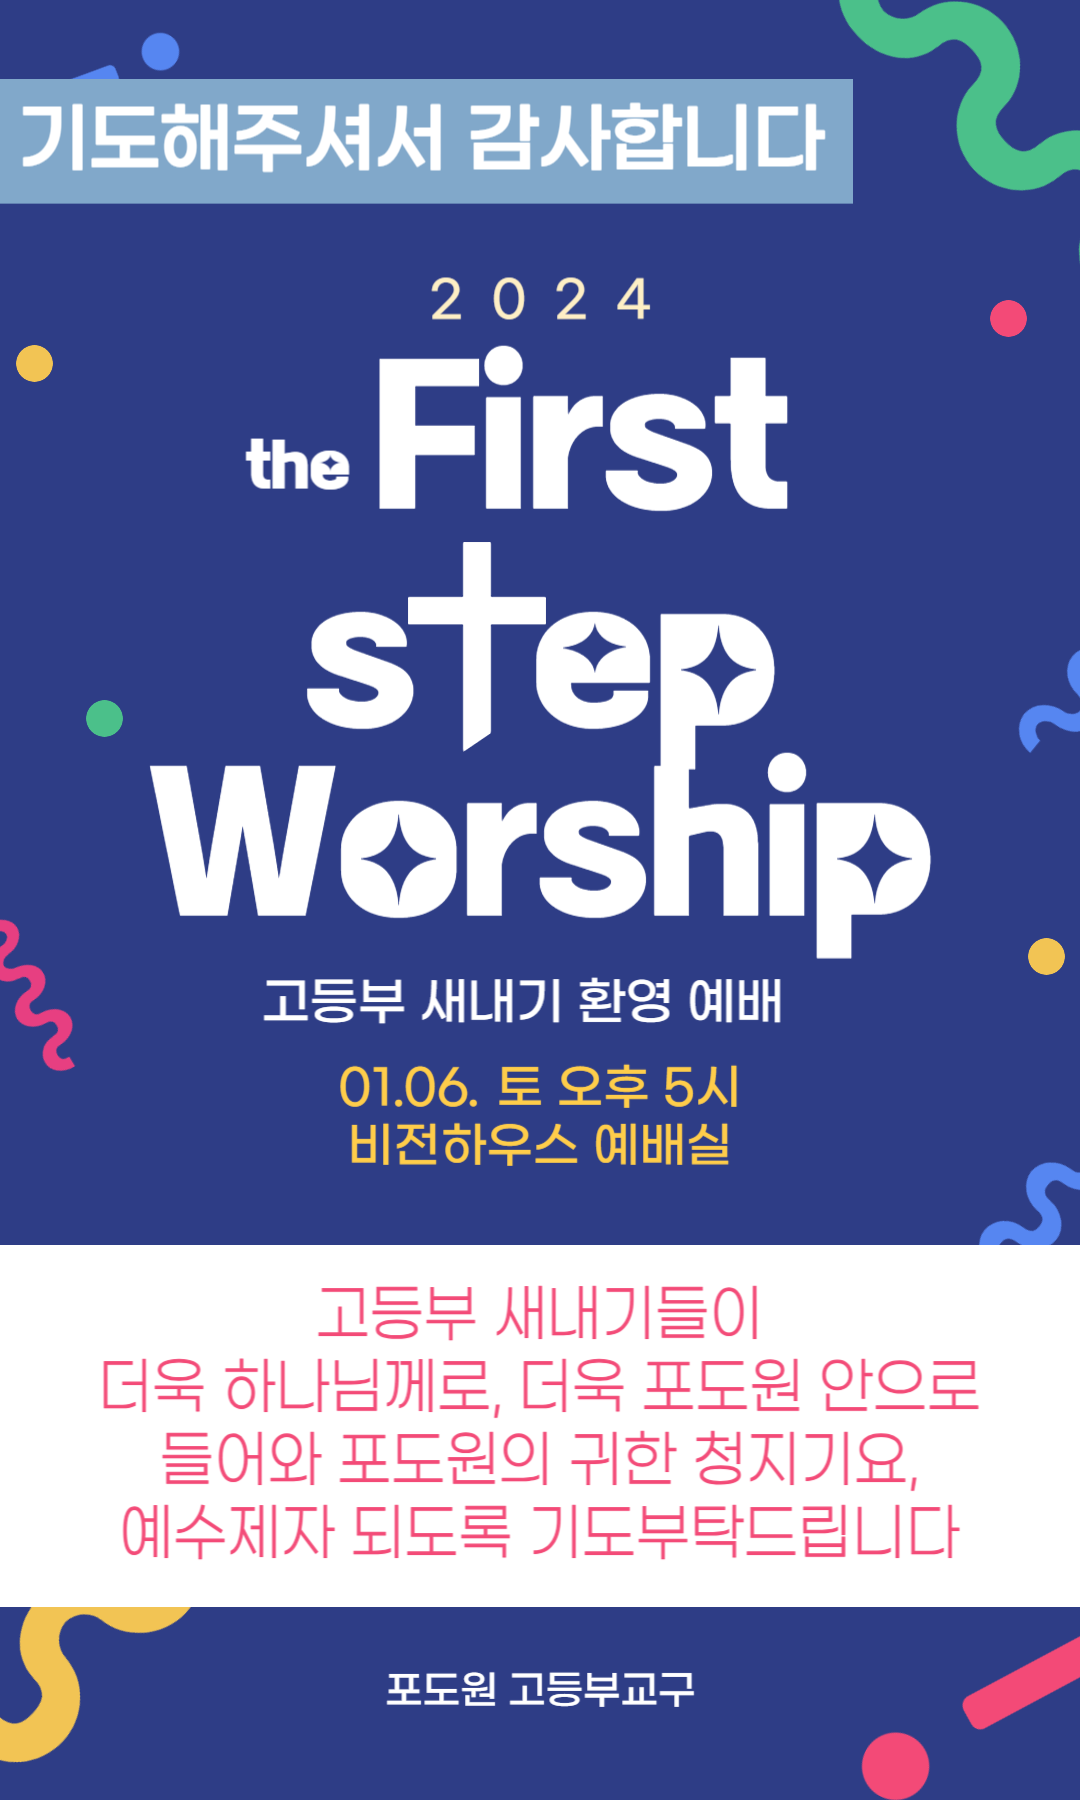 기도해주셔서 감사합니다
2024
the First
step
Worship
고등부 새내기 환영 예배
01.06. 토 오후 5시
비전하우스 예배실
고등부 새내기들이
더욱 하나님께로, 더욱 포도원 안으로
들어와 포도원의 귀한 청지기요,
예수제자 되도록 기도부탁드립니다
포도원 고등부교구